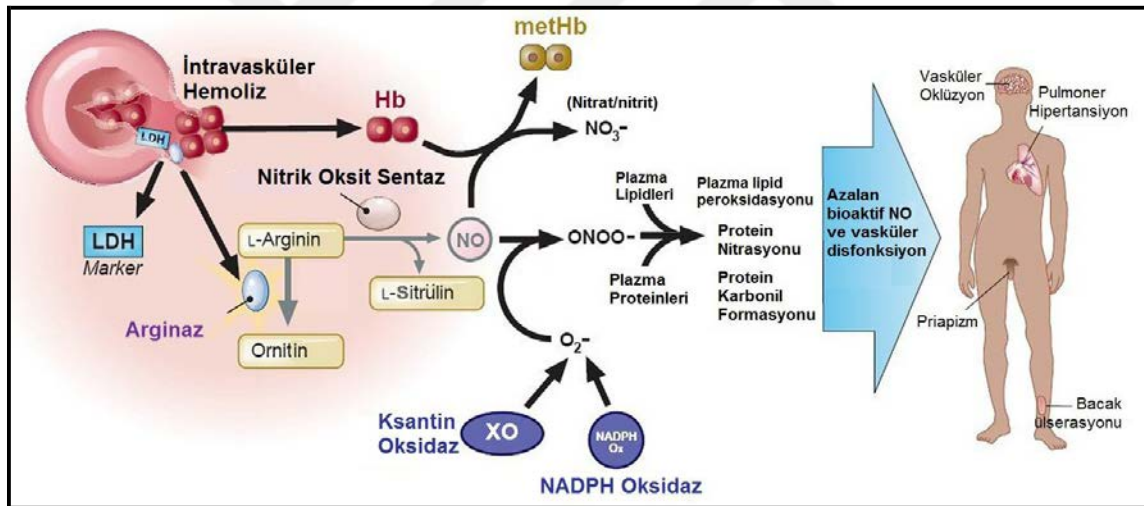 İntravasküler
Hemoliz
LDH
LDH
Marker
Arginaz
Hb
metHb
(Nitrat/nitrit)
NO₃−
Nitrik Oksit Sentaz
L-Arginin
NO
L-Sitrülin
Ornitin
ONOO−
O₂−
Ksantin
Oksidaz
XO
NADPH
Ox
NADPH Oksidaz
Plazma
Lipidleri
Plazma
Proteinleri
Plazma lipid
peroksidasyonu
Protein
Nitrasyonu
Protein
Karbonil
Formasyonu
Azalan
bioaktif NO
ve vasküler
disfonksiyon
Vasküler
Oklüzyon
Pulmoner
Hipertansiyon
Priapizm
Bacak
ülserasyonu